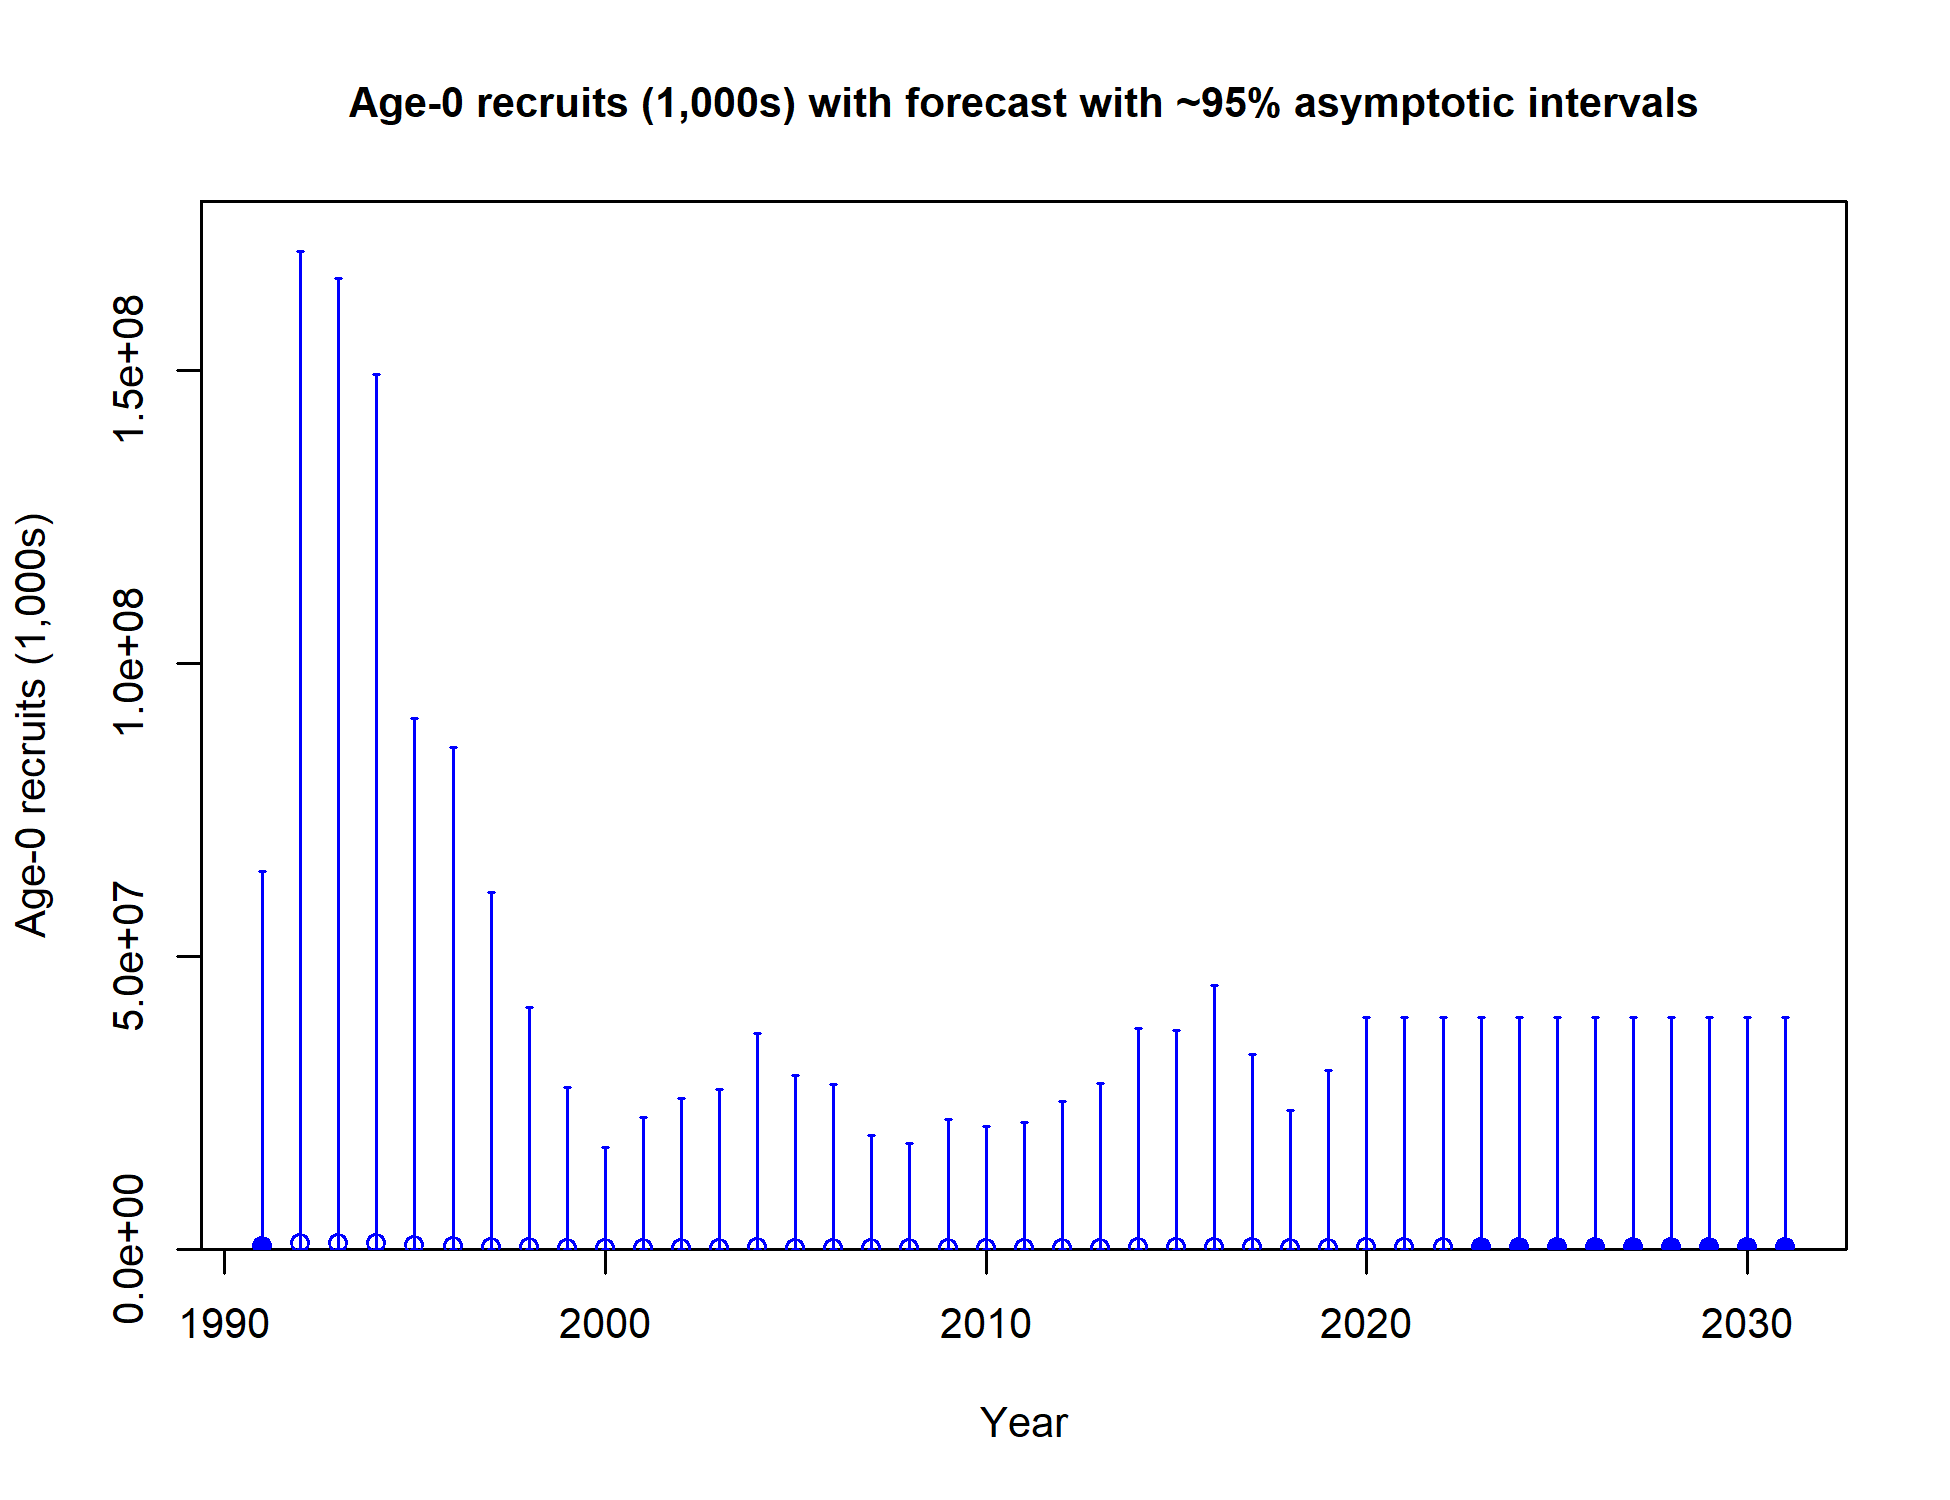 Age-0 recruits (1,000s) with forecast with ~95% asymptotic intervals
Age-0 recruits (1,000s)
1.5e+08
1.0e+08
5.0e+07
0.0e+00
1990 2000 2010 2020 2030
Year